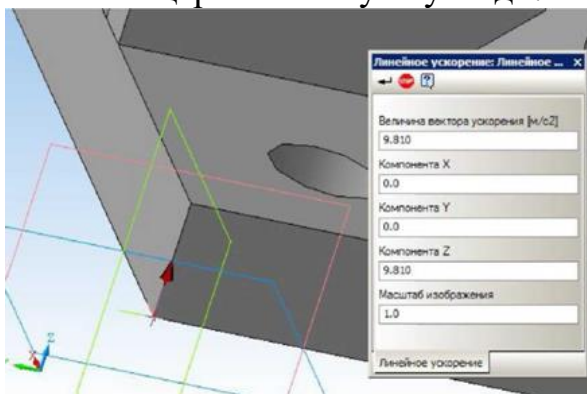 Линейное ускорение: Линейное ... X
STOP
?
Величина вектора ускорения [м/с2]
9.810
Компонента X
0.0
Компонента Y
0.0
Компонента Z
9.810
Масштаб изображения
1.0
Линейное ускорение
X
Z